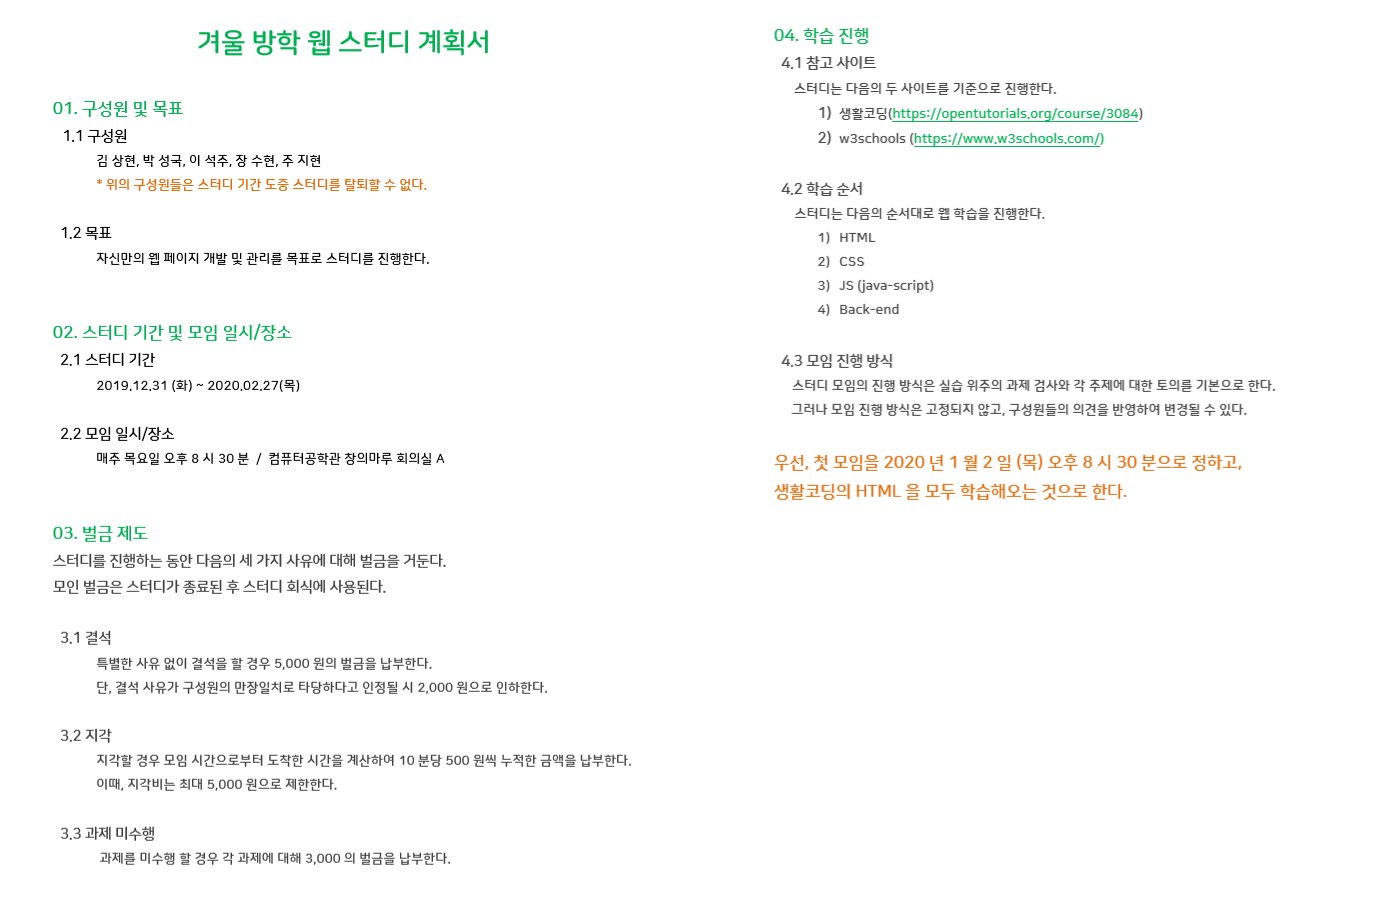 겨울 방학 웹 스터디 계획서
01. 구성원 및 목표
1.1 구성원
김 상현, 박 성국, 이 석주, 장 수현, 주 지현
* 위의 구성원들은 스터디 기간 도중 스터디를 탈퇴할 수 없다.
1.2 목표
자신만의 웹 페이지 개발 및 관리를 목표로 스터디를 진행한다.
02. 스터디 기간 및 모임 일시/장소
2.1 스터디 기간
2019.12.31 (화) ~ 2020.02.27(목)
2.2 모임 일시/장소
매주 목요일 오후 8 시 30 분 / 컴퓨터공학관 창의마루 회의실 A
03. 벌금 제도
스터디를 진행하는 동안 다음의 세 가지 사유에 대해 벌금을 거둔다.
모인 벌금은 스터디가 종료된 후 스터디 회식에 사용된다.
3.1 결석
특별한 사유 없이 결석을 할 경우 5,000 원의 벌금을 납부한다.
단, 결석 사유가 구성원의 만장일치로 타당하다고 인정될 시 2,000 원으로 인하한다.
3.2 지각
지각할 경우 모임 시간으로부터 도착한 시간을 계산하여 10 분당 500 원씩 누적한 금액을 납부한다.
이때, 지각비는 최대 5,000 원으로 제한한다.
3.3 과제 미수행
과제를 미수행 할 경우 각 과제에 대해 3,000 의 벌금을 납부한다.
04. 학습 진행
4.1 참고 사이트
스터디는 다음의 두 사이트를 기준으로 진행한다.
1) 생활코딩(https://opentutorials.org/course/3084)
2) w3schools (https://www.w3schools.com/)
4.2 학습 순서
스터디는 다음의 순서대로 웹 학습을 진행한다.
1) HTML
2) CSS
3) JS (java-script)
4) Back-end
4.3 모임 진행 방식
스터디 모임의 진행 방식은 실습 위주의 과제 검사와 각 주제에 대한 토의를 기본으로 한다.
그러나 모임 진행 방식은 고정되지 않고, 구성원들의 의견을 반영하여 변경될 수 있다.
우선, 첫 모임을 2020 년 1 월 2 일 (목) 오후 8 시 30 분으로 정하고,
생활코딩의 HTML 을 모두 학습해오는 것으로 한다.